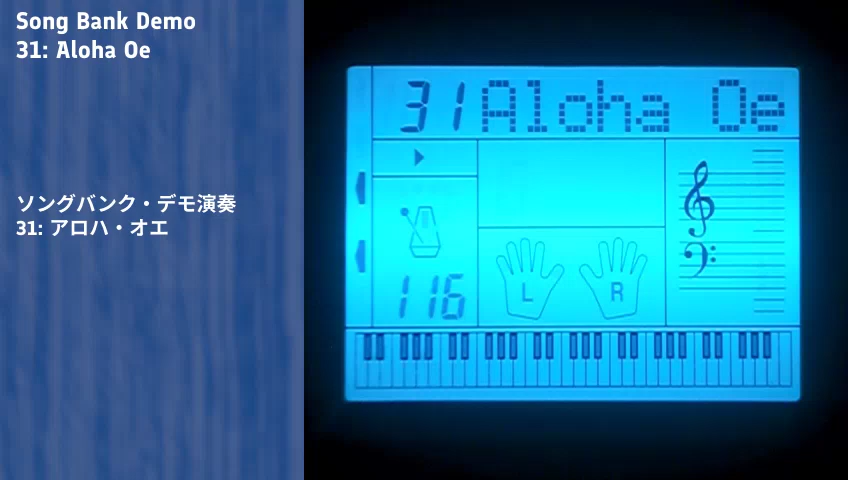 Song Bank Demo
31: Aloha Oe
ソングバンク・デモ演奏
31: アロハ・オエ
31 Aloha Oe
116
L R